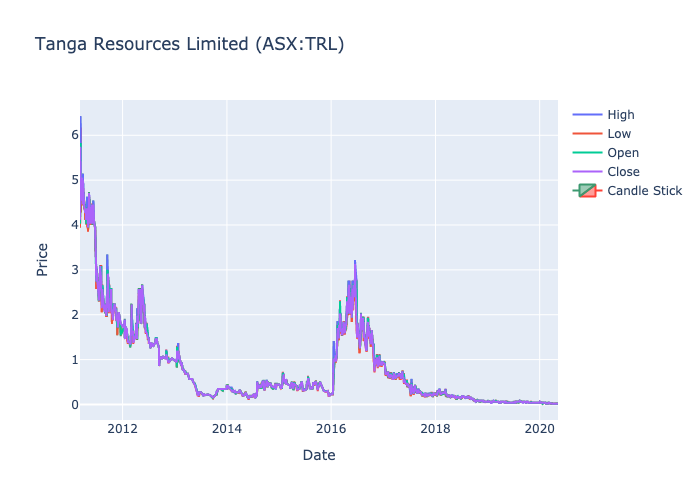 Tanga Resources Limited (ASX:TRL)
High
Low
Open
Close
Candle Stick
6
5
4
3
2
1
0
Price
2012
2014
2016
2018
2020
Date